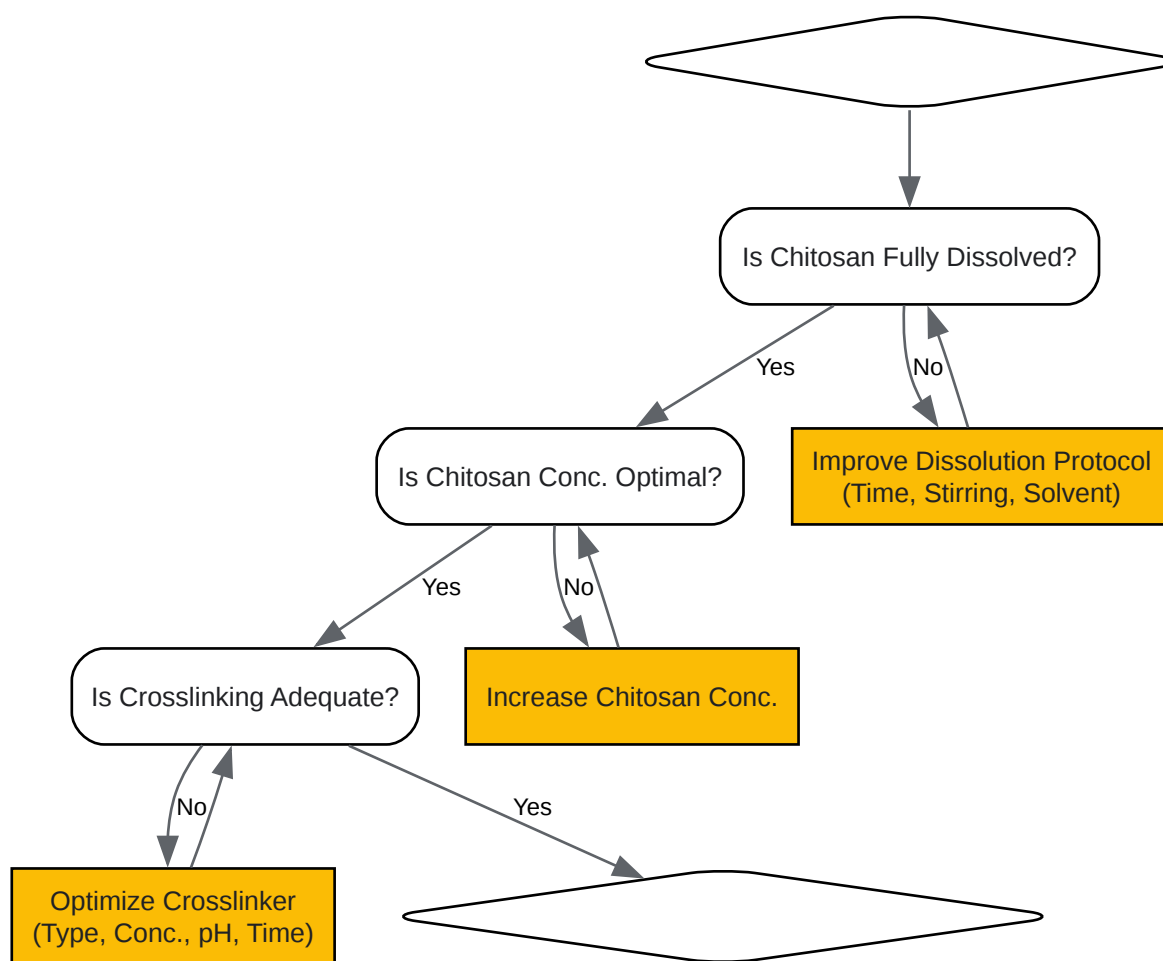 Is Chitosan Fully Dissolved?
Yes
No
Is Chitosan Conc. Optimal?
Improve Dissolution Protocol
(Time, Stirring, Solvent)
Yes
No
Is Crosslinking Adequate?
Increase Chitosan Conc.
No
Yes
Optimize Crosslinker
(Type, Conc., pH, Time)